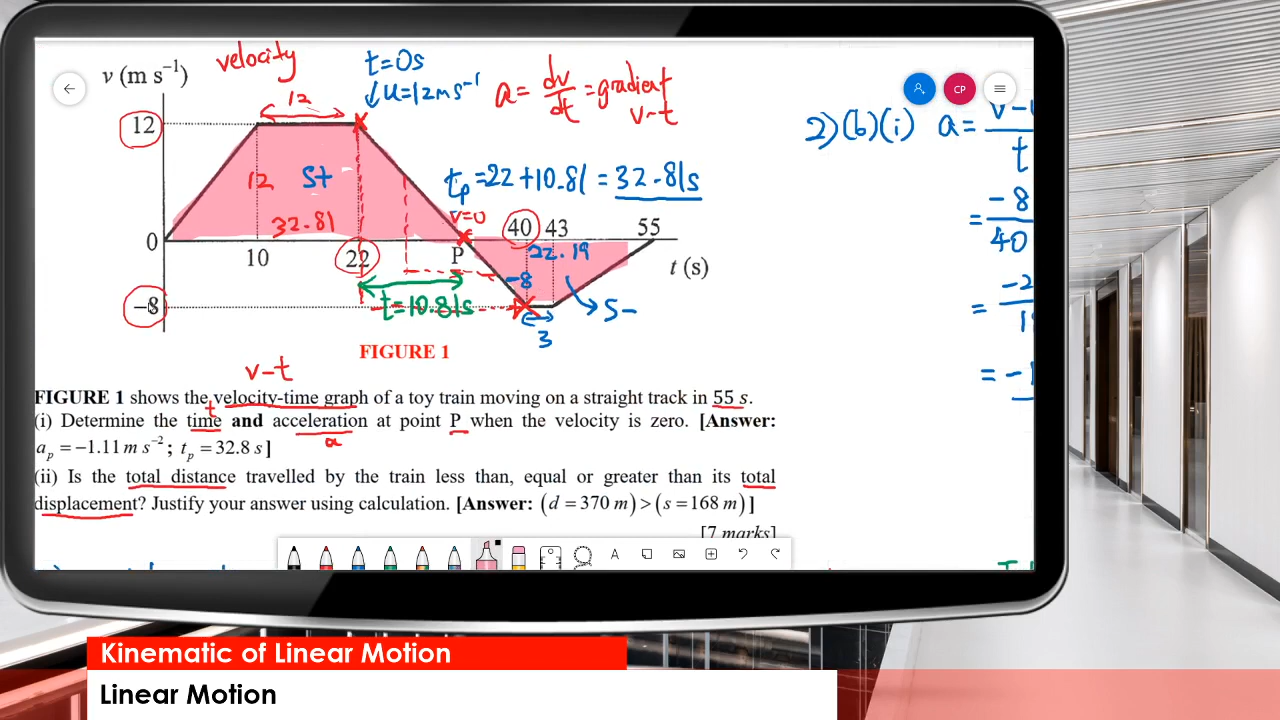 v (m s⁻¹)
velocity
t=0s
u=12ms⁻¹
a = dv/dt = gradient
v-t
12
12
12
St
32.81
tp=22+10.81 = 32.81s
v=0
0
10
22
P
40
43
55
22.19
t (s)
-8
-8
t=10.81s
S-
3
FIGURE 1
v-t
FIGURE 1 shows the velocity-time graph of a toy train moving on a straight track in 55 s.
t
(i) Determine the time and acceleration at point P when the velocity is zero. [Answer:
a
aₚ = −1.11 m s⁻²; tₚ = 32.8 s]
(ii) Is the total distance travelled by the train less than, equal or greater than its total
displacement? Justify your answer using calculation. [Answer: (d = 370 m) > (s = 168 m)]
[7 marks]
2)(b)(i) a =
t
= -8
40
=
CP
A
Kinematic of Linear Motion
Linear Motion